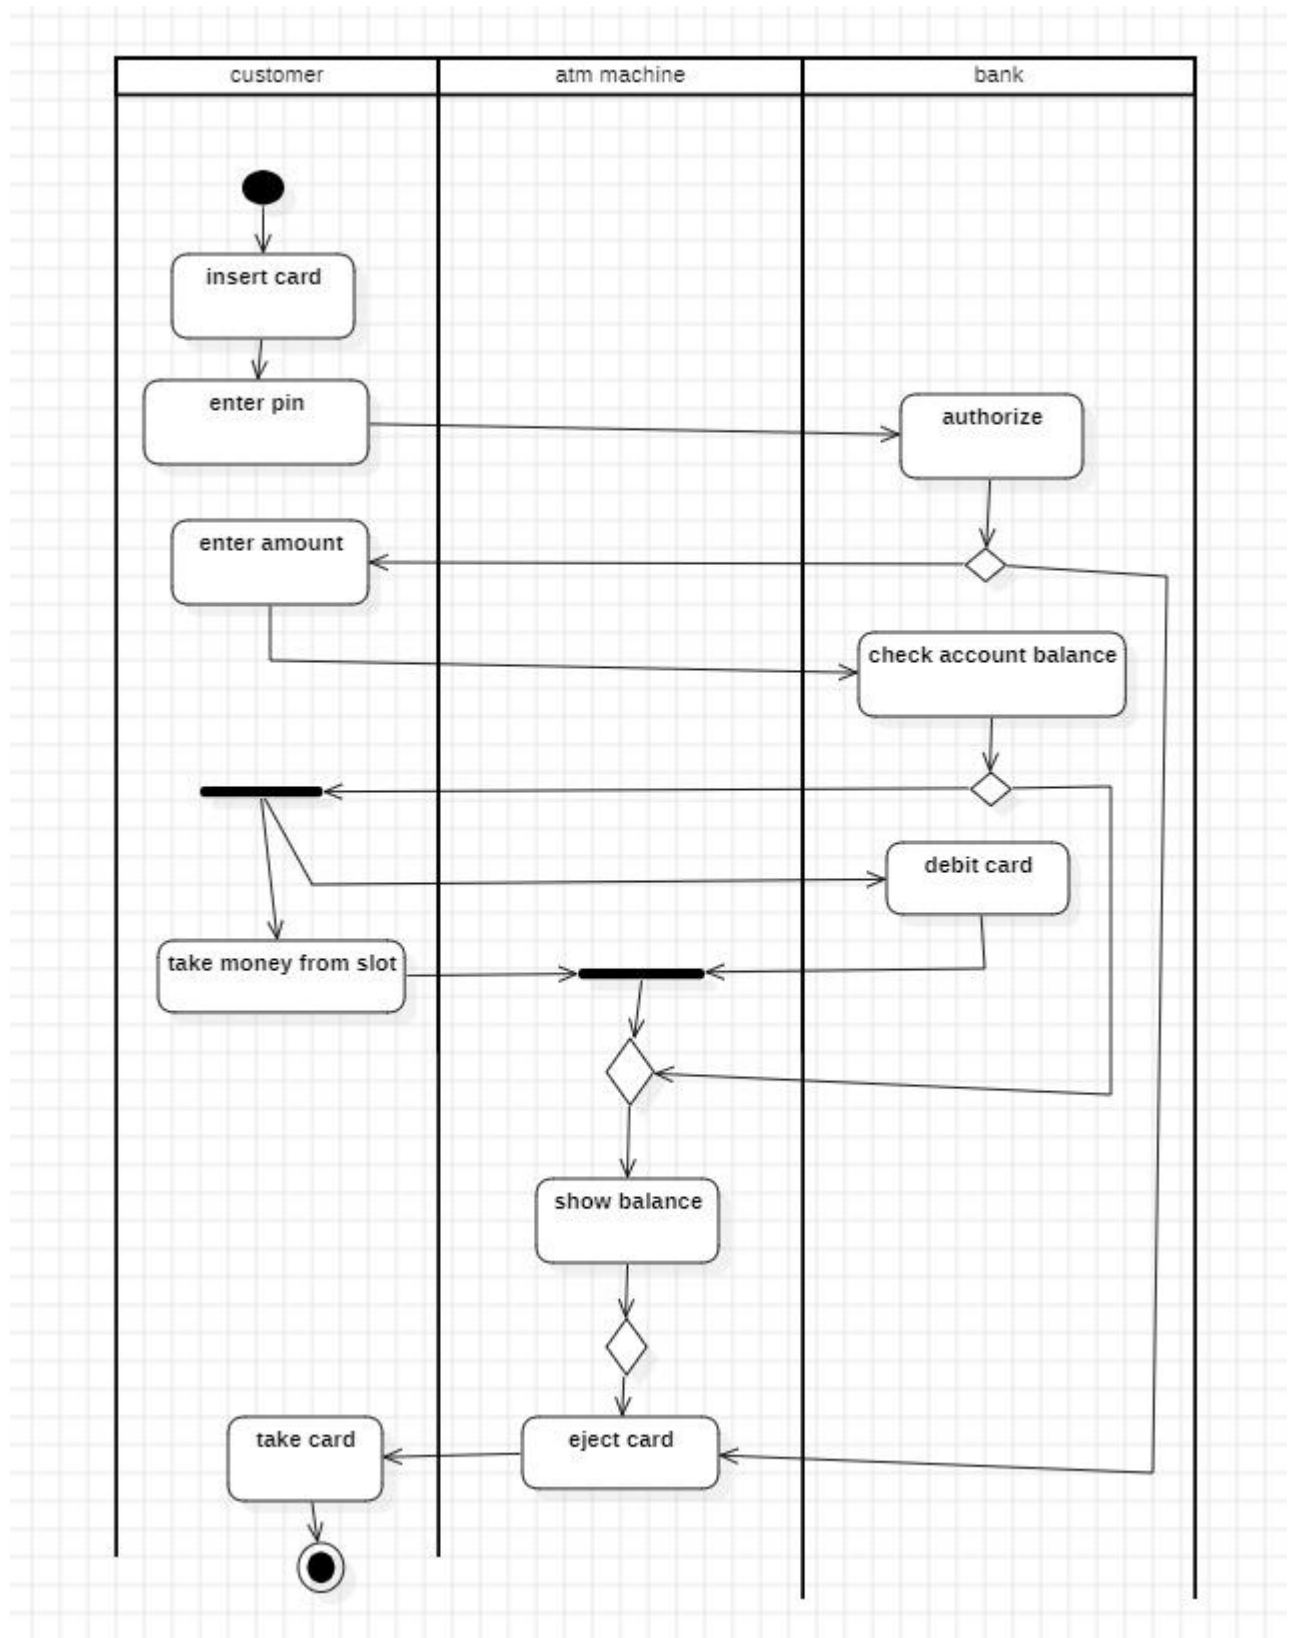 customer
atm machine
bank
insert card
enter pin
authorize
enter amount
check account balance
debit card
take money from slot
show balance
take card
eject card